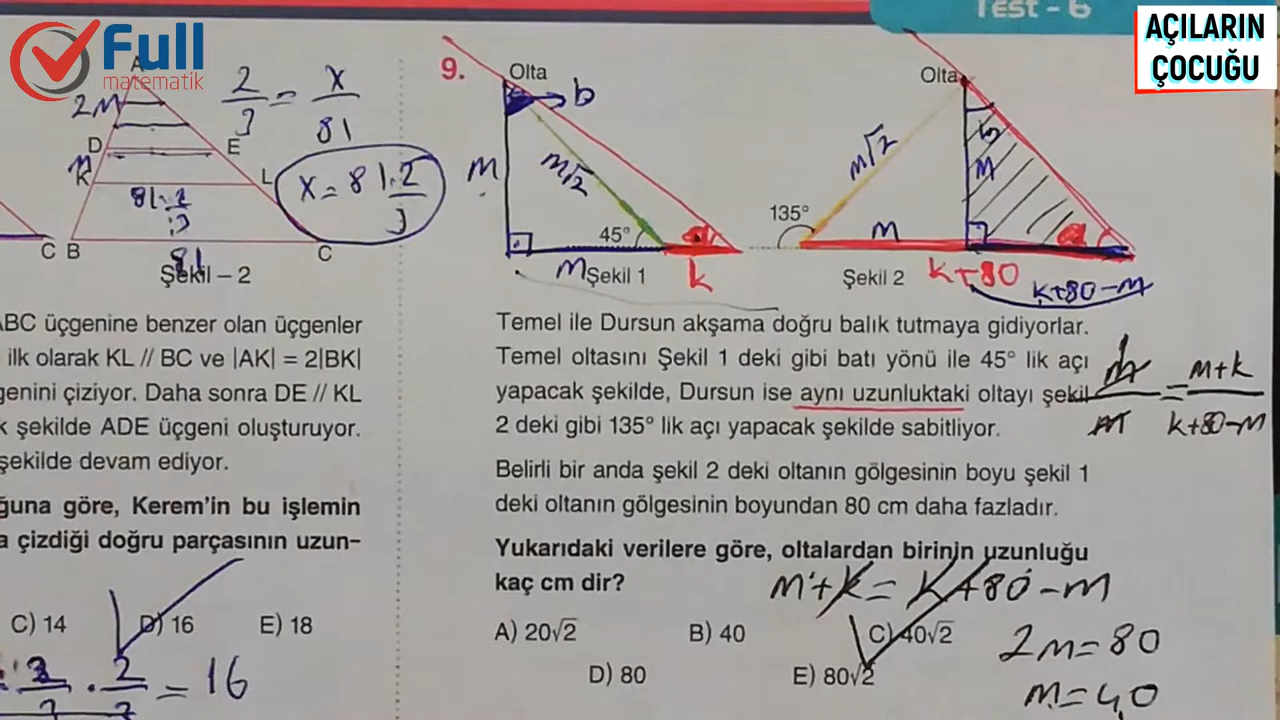 Full
matematik
Test - 6
AÇILARIN
ÇOCUĞU
A
2M
D
E
K
L
B
C
C
2/3 = x/81
x = 81.2/3
81.2/3
81
Şekil – 2
ABC üçgenine benzer olan üçgenler
ilk olarak KL // BC ve |AK| = 2|BK|
genini çiziyor. Daha sonra DE // KL
k şekilde ADE üçgeni oluşturuyor.
şekilde devam ediyor.
ğuna göre, Kerem'in bu işlemin
a çizdiği doğru parçasının uzun-
C) 14
D) 16
E) 18
. 2/3 = 16
9.
Olta
b
m
m√2
45°
a
m
k
Şekil 1
Olta
b
m√2
m
135°
m
a
k+80
k+80-m
Şekil 2
Temel ile Dursun akşama doğru balık tutmaya gidiyorlar.
Temel oltasını Şekil 1 deki gibi batı yönü ile 45° lik açı
yapacak şekilde, Dursun ise aynı uzunluktaki oltayı şekil
2 deki gibi 135° lik açı yapacak şekilde sabitliyor.
m/m = m+k/k+80-m
Belirli bir anda şekil 2 deki oltanın gölgesinin boyu şekil 1
deki oltanın gölgesinin boyundan 80 cm daha fazladır.
Yukarıdaki verilere göre, oltalardan birinin uzunluğu
kaç cm dir?
m+k = k+80-m
A) 20√2
B) 40
C) 40√2
D) 80
E) 80√2
2m=80
m=40